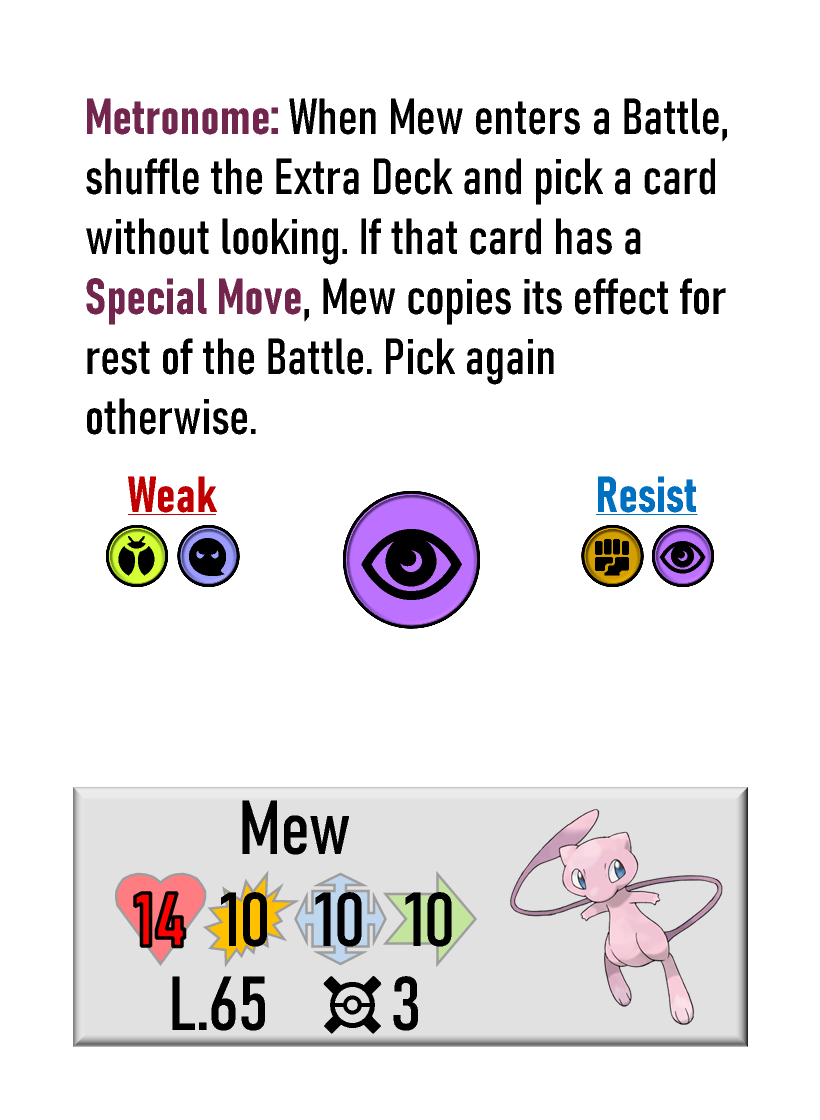 Metronome: When Mew enters a Battle,
shuffle the Extra Deck and pick a card
without looking. If that card has a
Special Move, Mew copies its effect for
rest of the Battle. Pick again
otherwise.
Weak
Resist
Mew
14 10 10 10
L.65 3